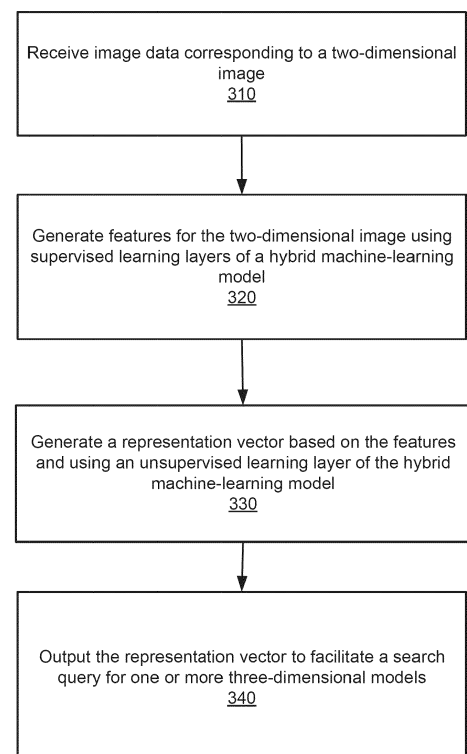 Receive image data corresponding to a two-dimensional
image
310
Generate features for the two-dimensional image using
supervised learning layers of a hybrid machine-learning
model
320
Generate a representation vector based on the features
and using an unsupervised learning layer of the hybrid
machine-learning model
330
Output the representation vector to facilitate a search
query for one or more three-dimensional models
340